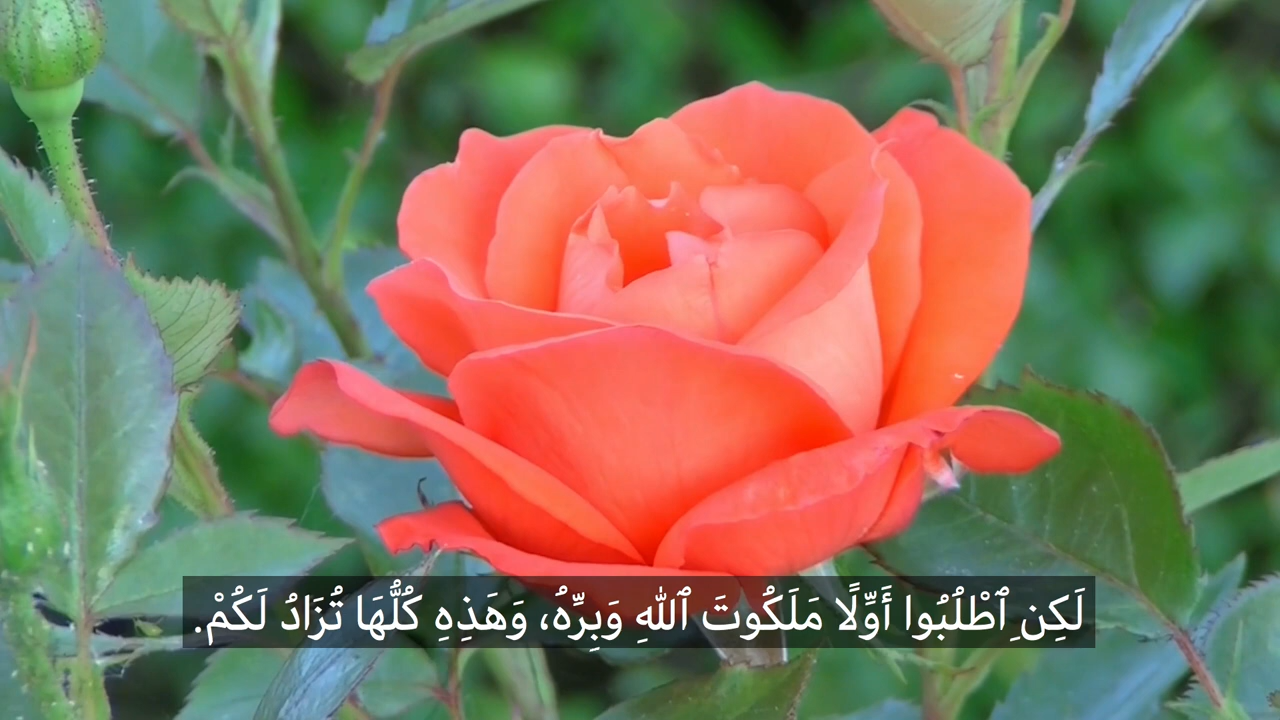 لَكِنِ ٱطْلُبُوا أَوَّلًا مَلَكُوتَ ٱللهِ وَبِرِّهُ، وَهَذِهِ كُلُّهَا تُزَادُ لَكُمْ.